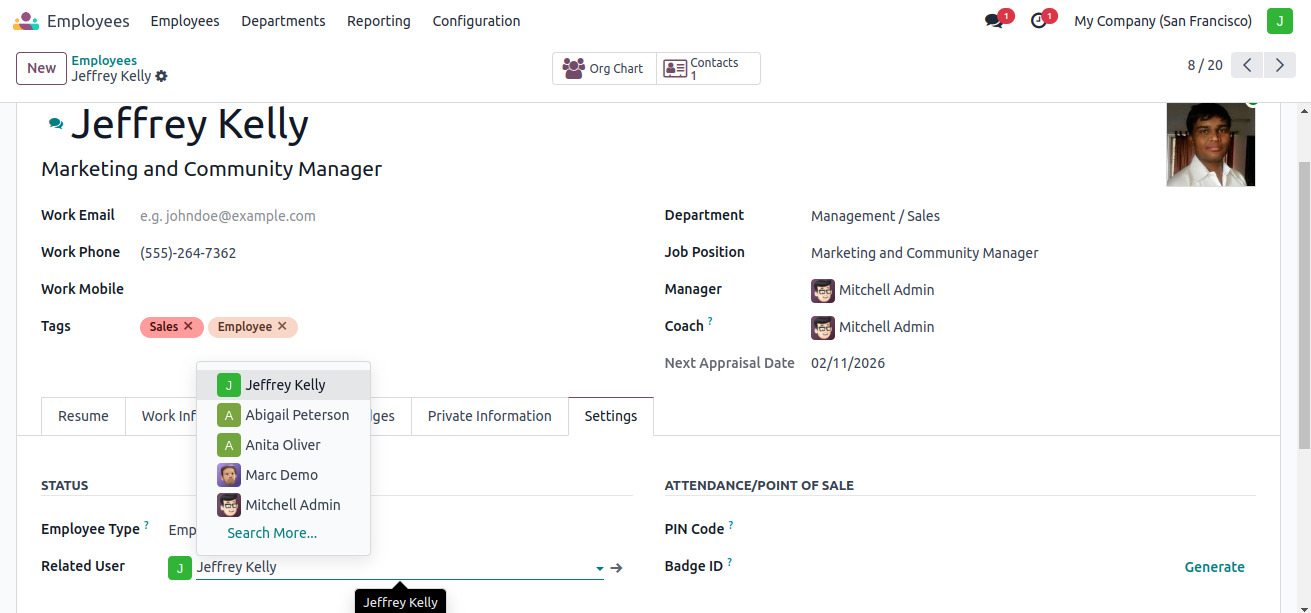 Employees Employees Departments Reporting Configuration 1 1 My Company (San Francisco) J
New Employees Org Chart Contacts 8 / 20
Jeffrey Kelly 1
Jeffrey Kelly
Marketing and Community Manager
Work Email e.g. johndoe@example.com Department Management / Sales
Work Phone (555)-264-7362 Job Position Marketing and Community Manager
Work Mobile Manager Mitchell Admin
Tags Sales Employee Coach ? Mitchell Admin
Next Appraisal Date 02/11/2026
J Jeffrey Kelly
Resume Work Inf A Abigail Peterson ges Private Information Settings
A Anita Oliver
Marc Demo
STATUS ATTENDANCE/POINT OF SALE
Mitchell Admin
Employee Type ? Emp Search More... PIN Code ?
Related User J Jeffrey Kelly Badge ID ? Generate
Jeffrey Kelly